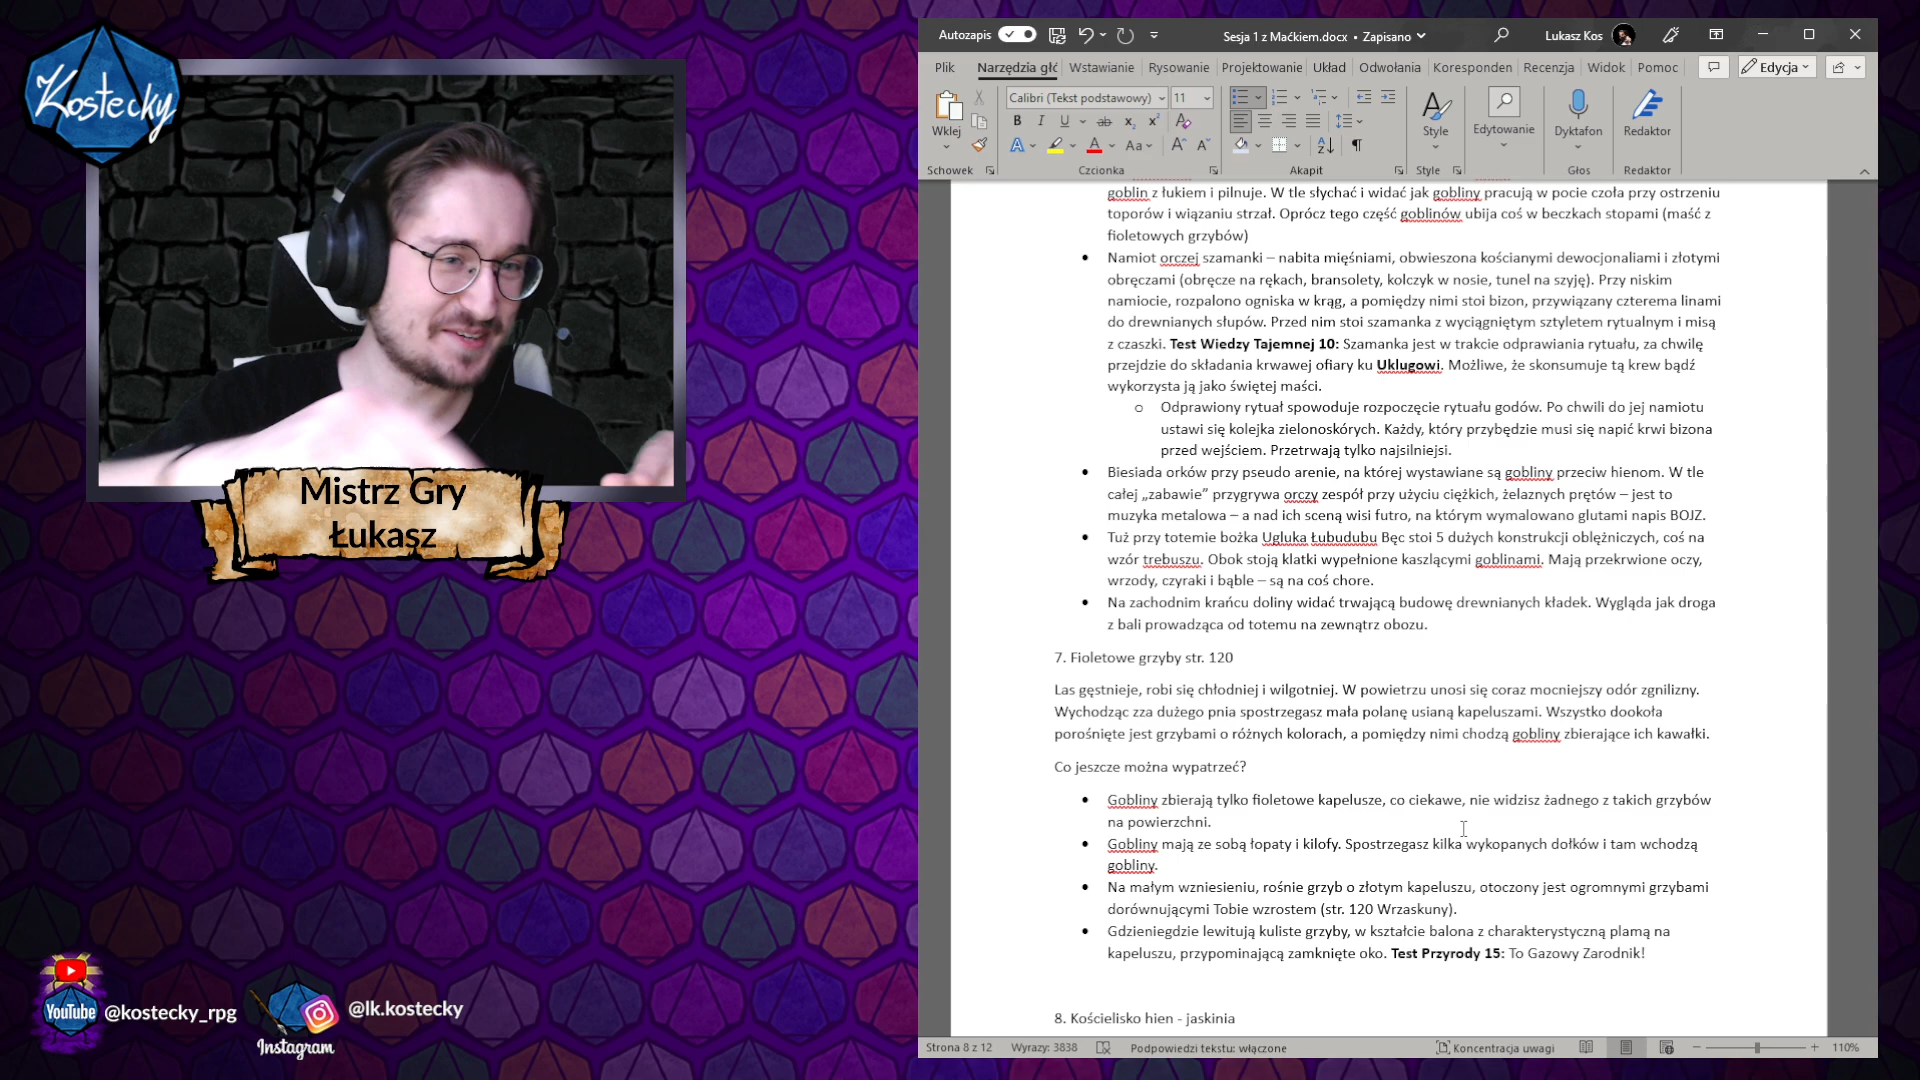 Kostecky
Mistrz Gry
Łukasz
YouTube @kostecky_rpg
Instagram @lk.kostecky
Autozapis
Sesja 1 z Maćkiem.docx • Zapisano
Lukasz Kos
Plik Narzędzia głć Wstawianie Rysowanie Projektowanie Układ Odwołania Koresponden Recenzja Widok Pomoc Edycja
Wklej
Calibri (Tekst podstawowy) 11
Style Edytowanie Dyktafon Redaktor
Schowek Czcionka Akapit Style Głos Redaktor
goblin z łukiem i pilnuje. W tle słychać i widać jak gobliny pracują w pocie czoła przy ostrzeniu
toporów i wiązaniu strzał. Oprócz tego część goblinów ubija coś w beczkach stopami (maść z
fioletowych grzybów)
• Namiot orczej szamanki – nabita mięśniami, obwieszona kościanymi dewocjonaliami i złotymi
obręczami (obręcze na rękach, bransolety, kolczyk w nosie, tunel na szyję). Przy niskim
namiocie, rozpalono ogniska w krąg, a pomiędzy nimi stoi bizon, przywiązany czterema linami
do drewnianych słupów. Przed nim stoi szamanka z wyciągniętym sztyletem rytualnym i misą
z czaszki. Test Wiedzy Tajemnej 10: Szamanka jest w trakcie odprawiania rytuału, za chwilę
przejdzie do składania krwawej ofiary ku Uklugowi. Możliwe, że skonsumuje tą krew bądź
wykorzysta ją jako świętej maści.
o Odprawiony rytuał spowoduje rozpoczęcie rytuału godów. Po chwili do jej namiotu
ustawi się kolejka zielonoskórych. Każdy, który przybędzie musi się napić krwi bizona
przed wejściem. Przetrwają tylko najsilniejsi.
• Biesiada orków przy pseudo arenie, na której wystawiane są gobliny przeciw hienom. W tle
całej „zabawie” przygrywa orczy zespół przy użyciu ciężkich, żelaznych prętów – jest to
muzyka metalowa – a nad ich sceną wisi futro, na którym wymalowano glutami napis BOJZ.
• Tuż przy totemie bożka Ugluka Łubudubu Bęc stoi 5 dużych konstrukcji oblężniczych, coś na
wzór trebuszu. Obok stoją klatki wypełnione kaszlącymi goblinami. Mają przekrwione oczy,
wrzody, czyraki i bąble – są na coś chore.
• Na zachodnim krańcu doliny widać trwającą budowę drewnianych kładek. Wygląda jak droga
z bali prowadząca od totemu na zewnątrz obozu.
7. Fioletowe grzyby str. 120
Las gęstnieje, robi się chłodniej i wilgotniej. W powietrzu unosi się coraz mocniejszy odór zgnilizny.
Wychodząc zza dużego pnia spostrzegasz mała polanę usianą kapeluszami. Wszystko dookoła
porośnięte jest grzybami o różnych kolorach, a pomiędzy nimi chodzą gobliny zbierające ich kawałki.
Co jeszcze można wypatrzeć?
• Gobliny zbierają tylko fioletowe kapelusze, co ciekawe, nie widzisz żadnego z takich grzybów
na powierzchni.
• Gobliny mają ze sobą łopaty i kilofy. Spostrzegasz kilka wykopanych dołków i tam wchodzą
gobliny.
• Na małym wzniesieniu, rośnie grzyb o złotym kapeluszu, otoczony jest ogromnymi grzybami
dorównującymi Tobie wzrostem (str. 120 Wrzaskuny).
• Gdzieniegdzie lewitują kuliste grzyby, w kształcie balona z charakterystyczną plamą na
kapeluszu, przypominającą zamknięte oko. Test Przyrody 15: To Gazowy Zarodnik!
8. Kościelisko hien - jaskinia
Strona 8 z 12 Wyrazy: 3838 Podpowiedzi tekstu: włączone Koncentracja uwagi 110%